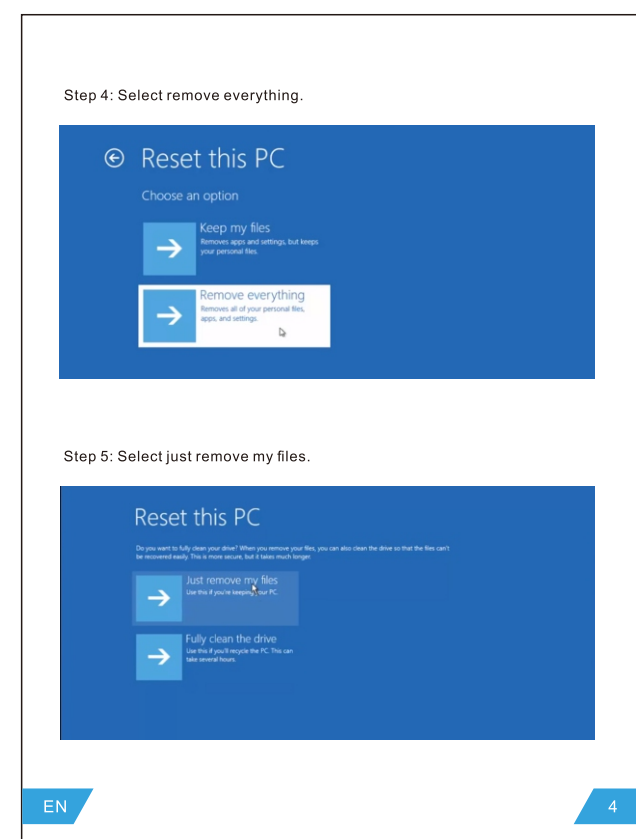 Step 4: Select remove everything.
Reset this PC
Choose an option
Keep my files
Removes apps and settings, but keeps
your personal files.
Remove everything
Removes all of your personal files,
apps, and settings.
Step 5: Select just remove my files.
Reset this PC
Do you want to fully clean your drive? When you remove your files, you can also clean the drive so that the files can't
be recovered easily. This is more secure, but it takes much longer.
Just remove my files
Use this if you're keeping your PC.
Fully clean the drive
Use this if you'll recycle the PC. This can
take several hours.
EN
4